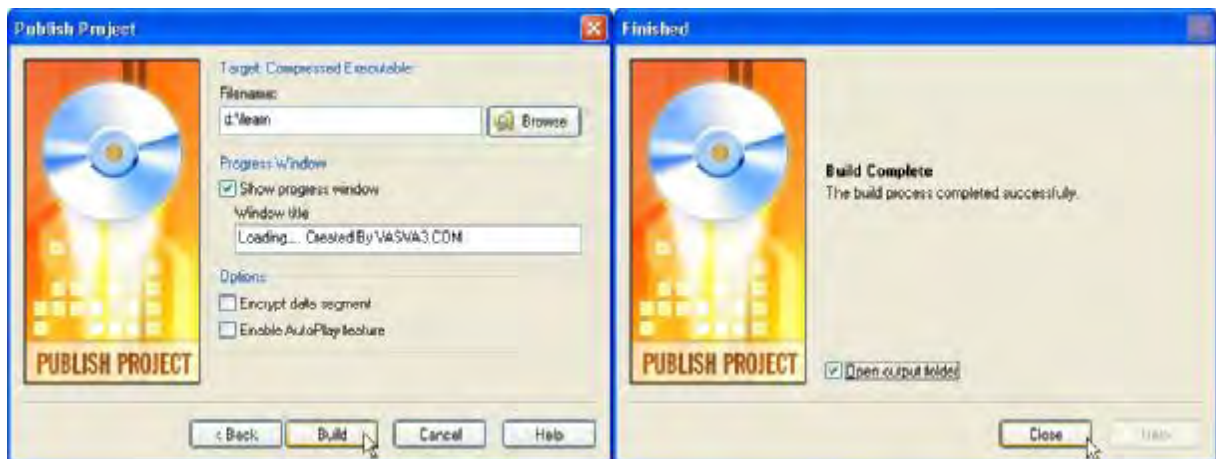 Publish Project
Target: Compressed Executable
Filename:
Browse
Progress Window
Show progress window
Window title
Loading.... Created By VASVA3.COM
Options
Encrypt data segment
Enable AutoPlay feature
PUBLISH PROJECT
< Back
Build
Cancel
Help
Finished
Build Complete
The build process completed successfully.
PUBLISH PROJECT
Open output folder
Close
Help